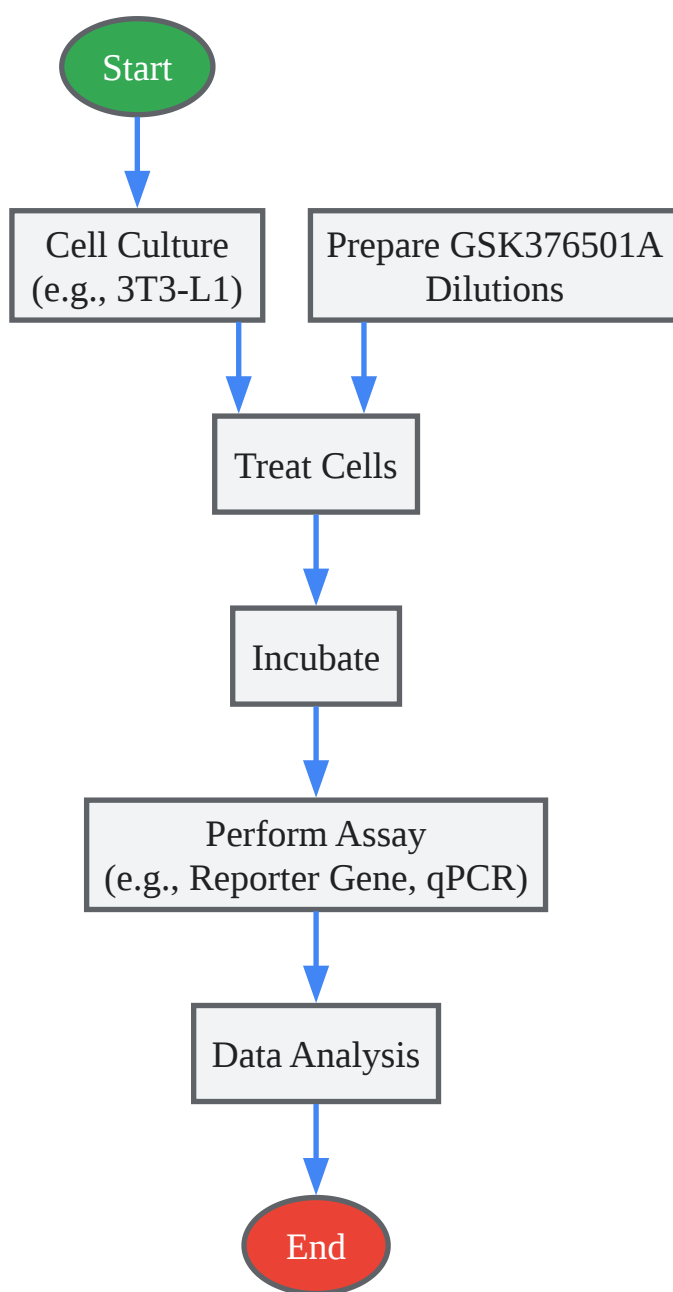 Start
Cell Culture
(e.g., 3T3-L1)
Prepare GSK376501A
Dilutions
Treat Cells
Incubate
Perform Assay
(e.g., Reporter Gene, qPCR)
Data Analysis
End